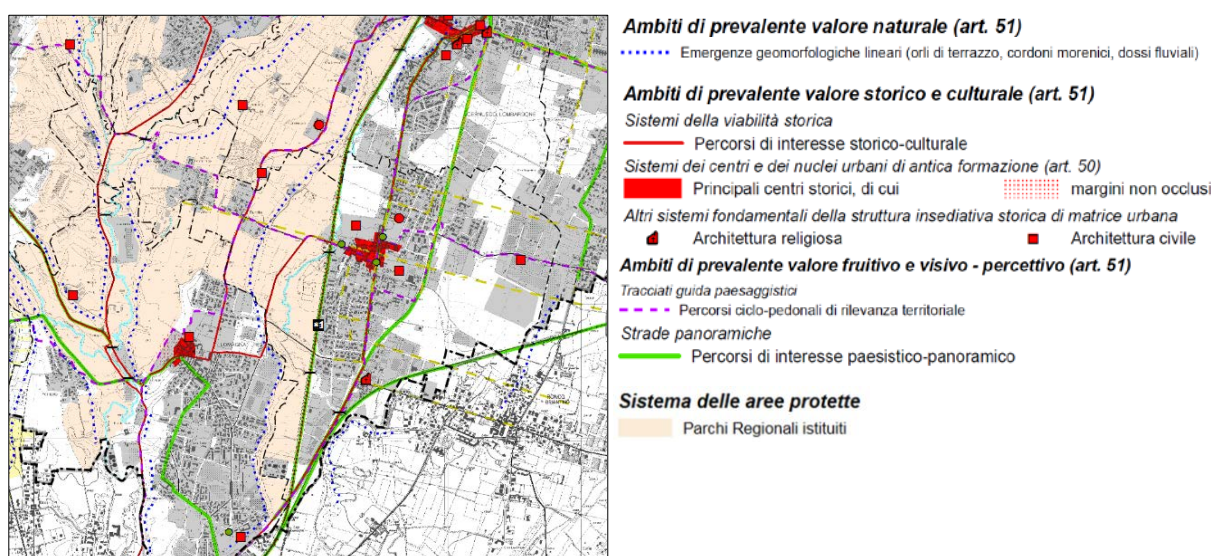 Ambiti di prevalente valore naturale (art. 51)
Emergenze geomorfologiche lineari (orli di terrazzo, cordoni morenici, dossi fluviali)
Ambiti di prevalente valore storico e culturale (art. 51)
Sistemi della viabilità storica
Percorsi di interesse storico-culturale
Sistemi dei centri e dei nuclei urbani di antica formazione (art. 50)
Principali centri storici, di cui margini non occlusi
Altri sistemi fondamentali della struttura insediativa storica di matrice urbana
Architettura religiosa Architettura civile
Ambiti di prevalente valore fruitivo e visivo - percettivo (art. 51)
Tracciati guida paesaggistici
Percorsi ciclo-pedonali di rilevanza territoriale
Strade panoramiche
Percorsi di interesse paesistico-panoramico
Sistema delle aree protette
Parchi Regionali istituiti